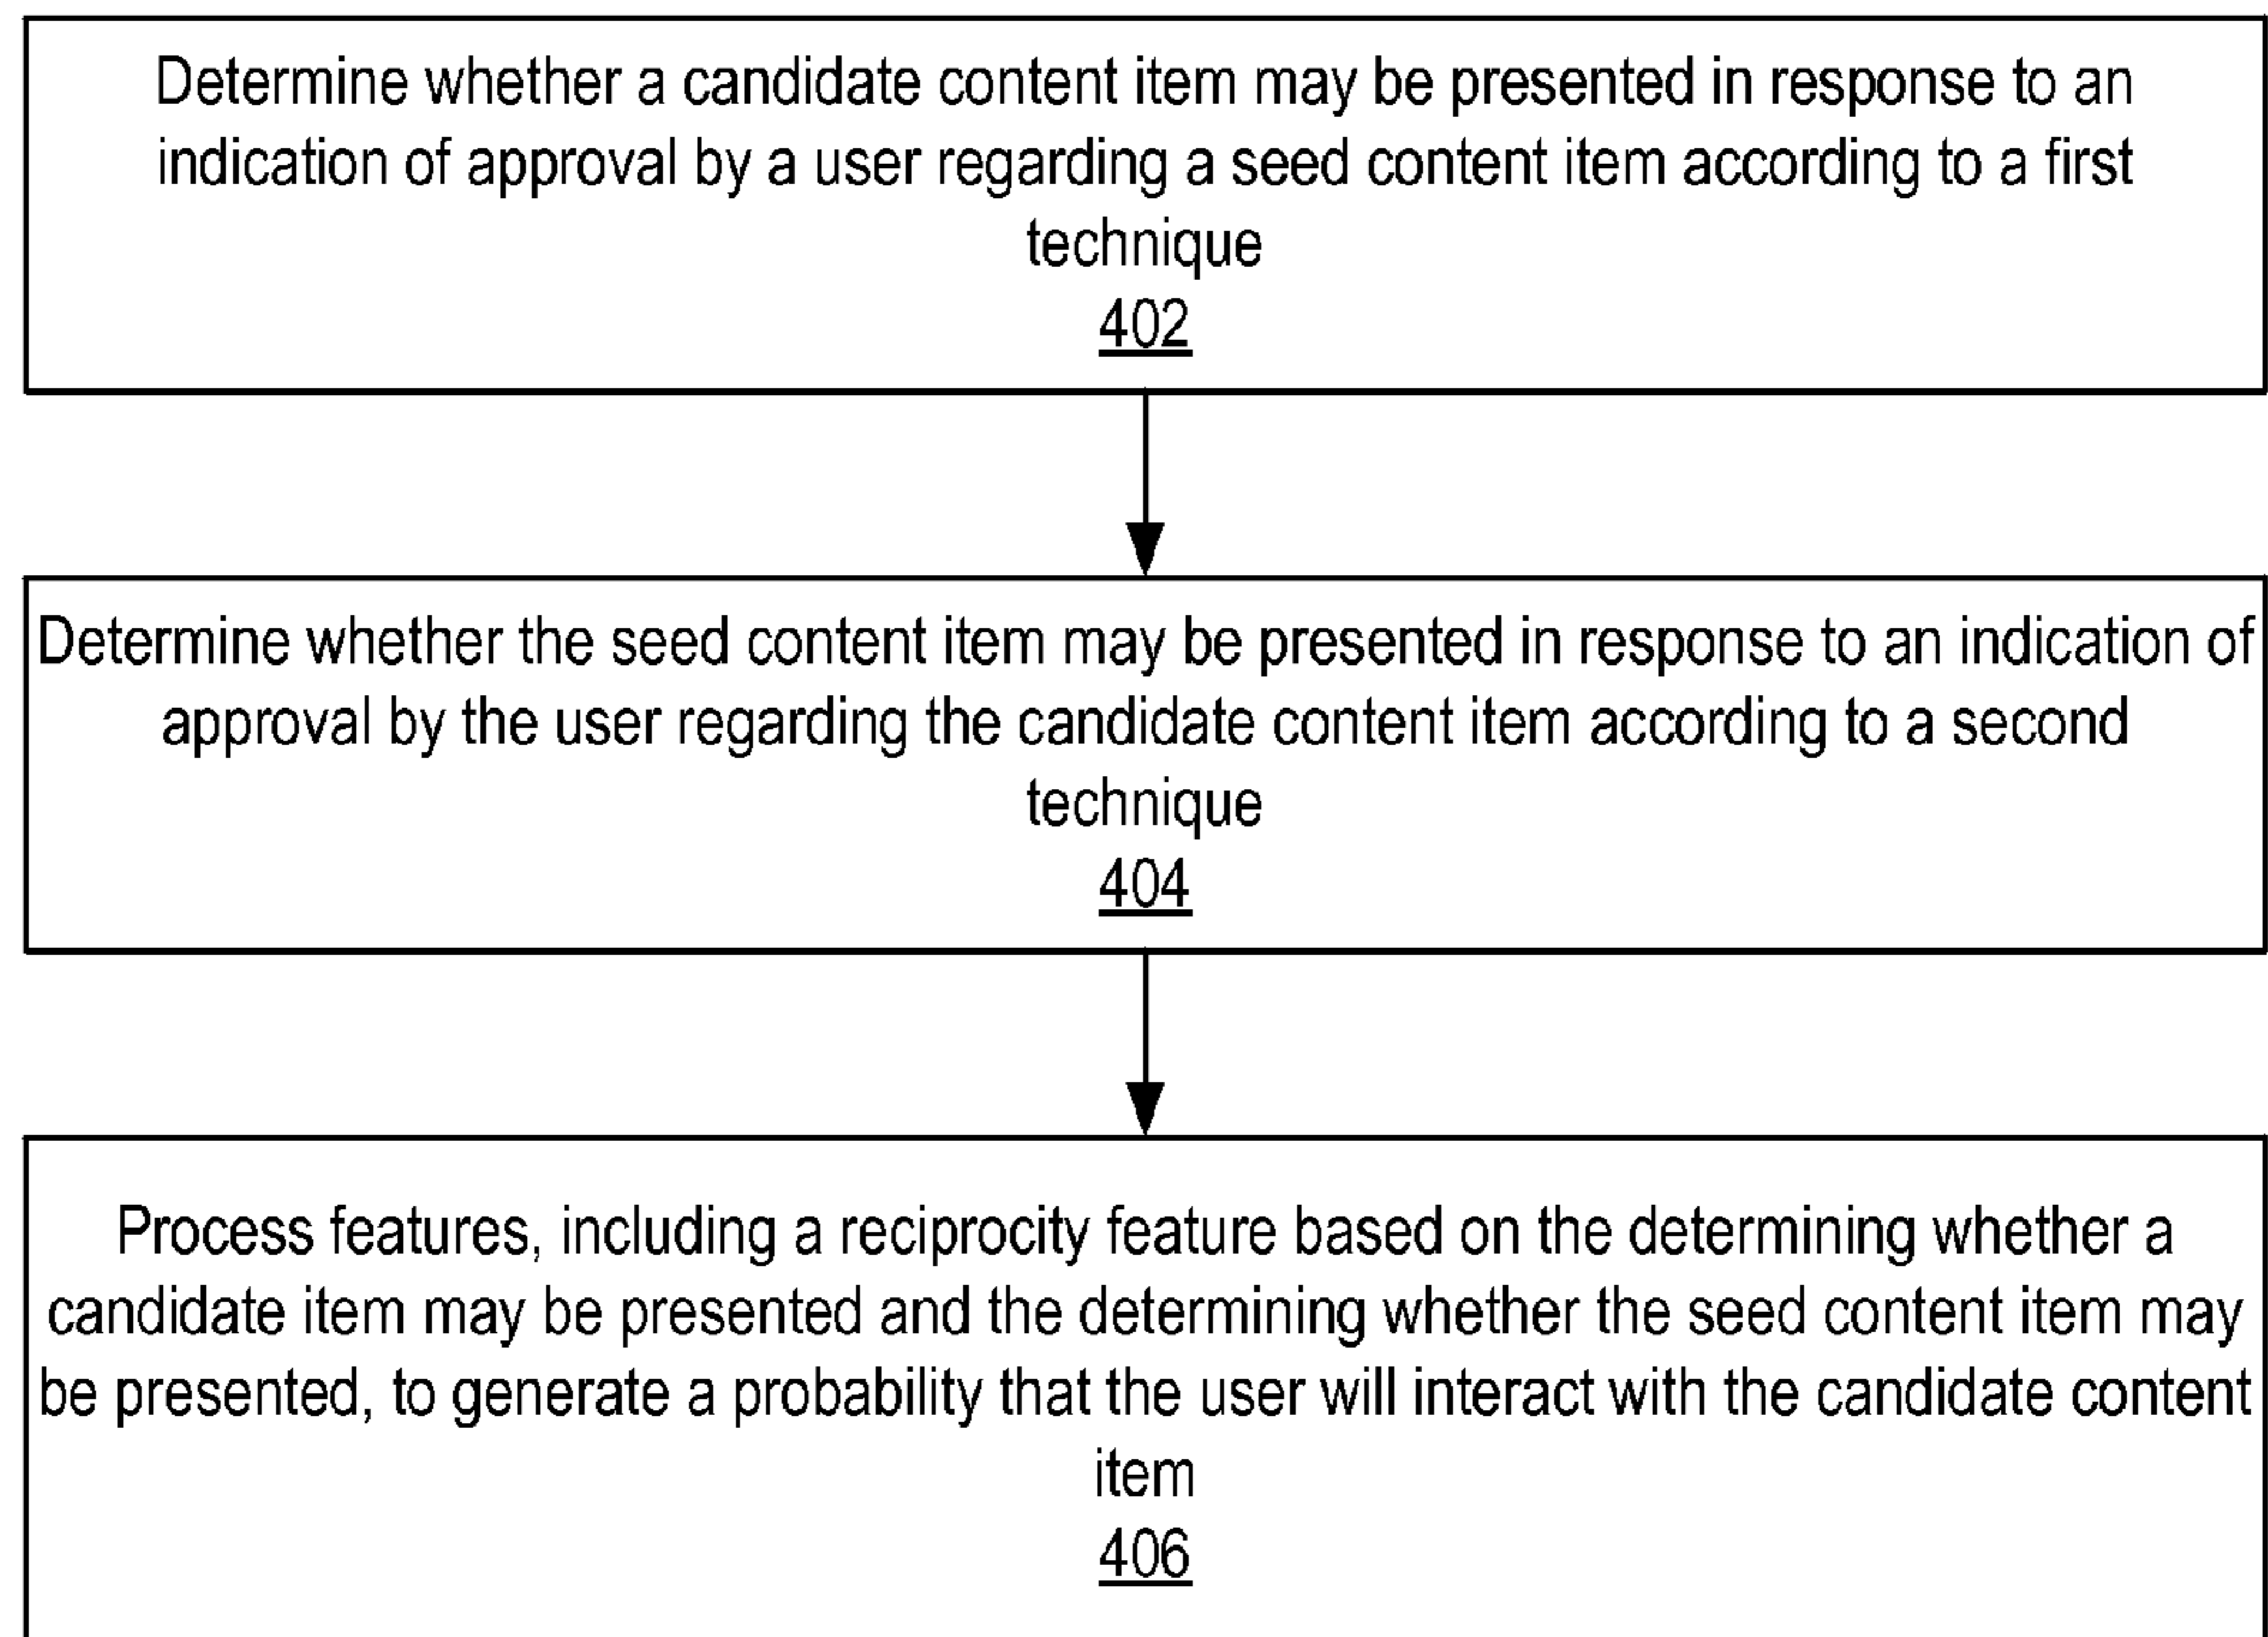 Determine whether a candidate content item may be presented in response to an
indication of approval by a user regarding a seed content item according to a first
technique
402
Determine whether the seed content item may be presented in response to an indication of
approval by the user regarding the candidate content item according to a second
technique
404
Process features, including a reciprocity feature based on the determining whether a
candidate item may be presented and the determining whether the seed content item may
be presented, to generate a probability that the user will interact with the candidate content
item
406